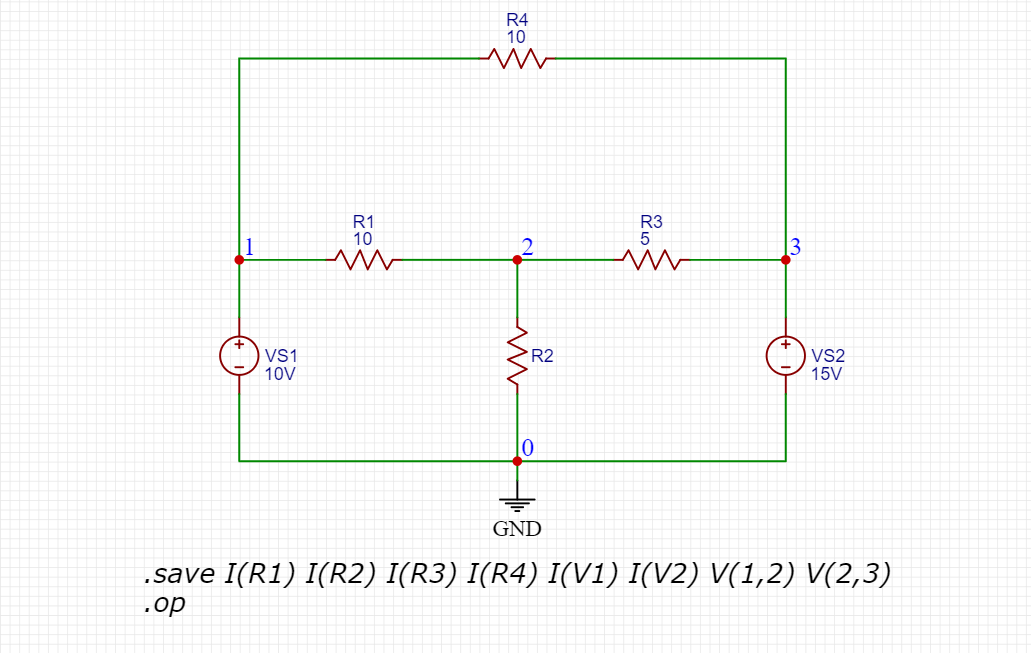 R4
10
R1
10
R3
5
1
2
3
VS1
10V
R2
VS2
15V
0
GND
.save I(R1) I(R2) I(R3) I(R4) I(V1) I(V2) V(1,2) V(2,3)
.op